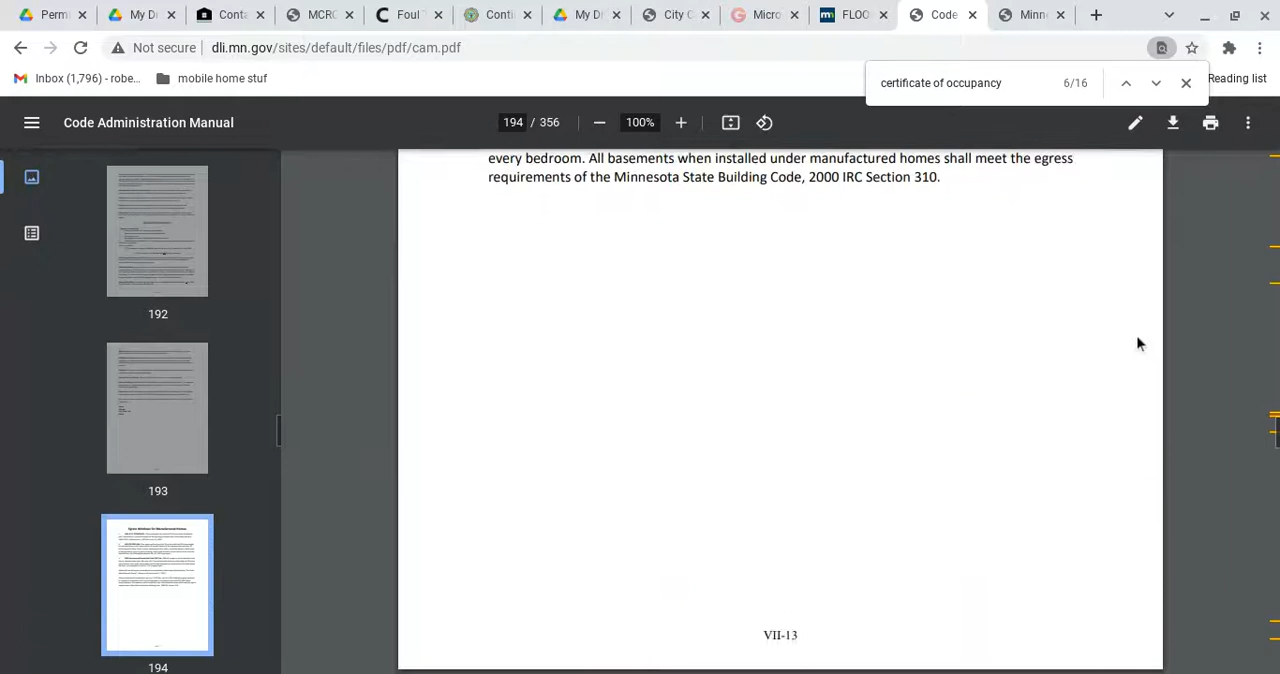 Permi
My Dr
Conta
MCRC
Foul
Conti
My Dr
City C
Micro
FLOO
Code
Minn
Not secure
dli.mn.gov/sites/default/files/pdf/cam.pdf
Inbox (1,796) - robe...
mobile home stuf
certificate of occupancy
6/16
Reading list
Code Administration Manual
194 / 356
100%
every bedroom. All basements when installed under manufactured homes shall meet the egress
requirements of the Minnesota State Building Code, 2000 IRC Section 310.
192
193
194
VII-13